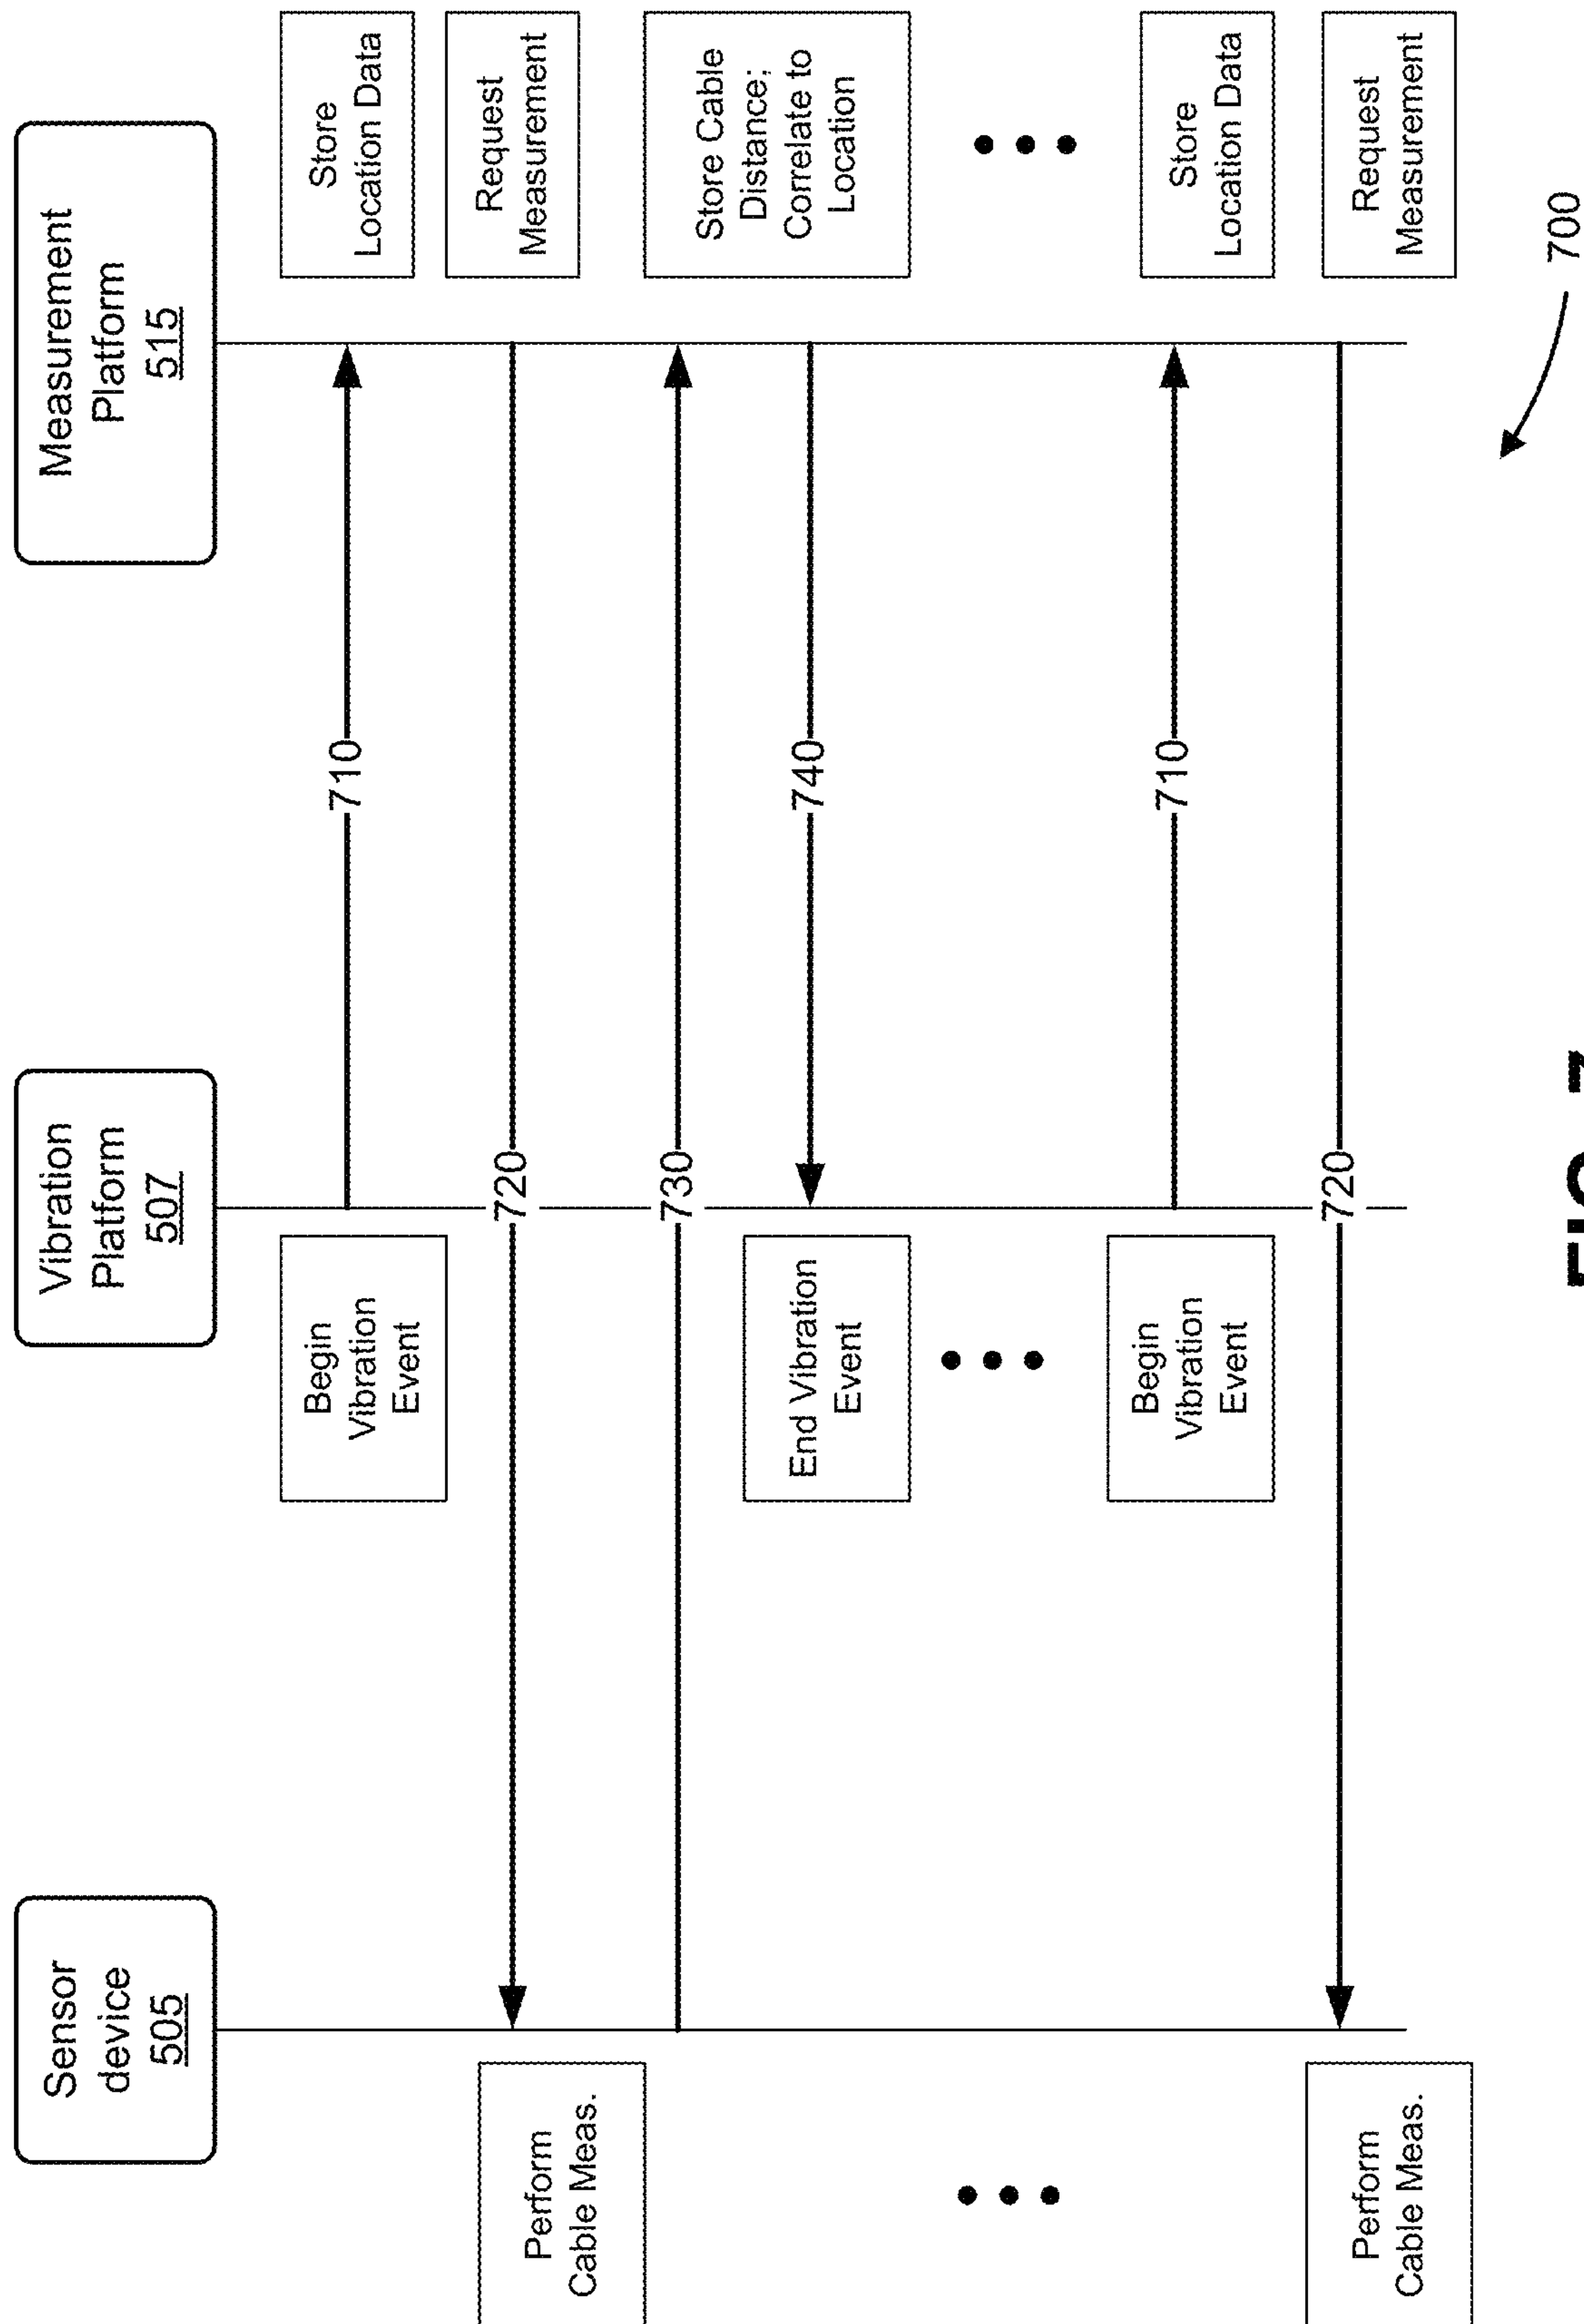 Sensor
device
505
Vibration
Platform
507
Measurement
Platform
515
Begin
Vibration
Event
710
Store
Location Data
Request
Measurement
720
Perform
Cable Meas.
730
Store Cable
Distance;
Correlate to
Location
End Vibration
Event
740
Begin
Vibration
Event
710
Store
Location Data
Request
Measurement
720
Perform
Cable Meas.
700